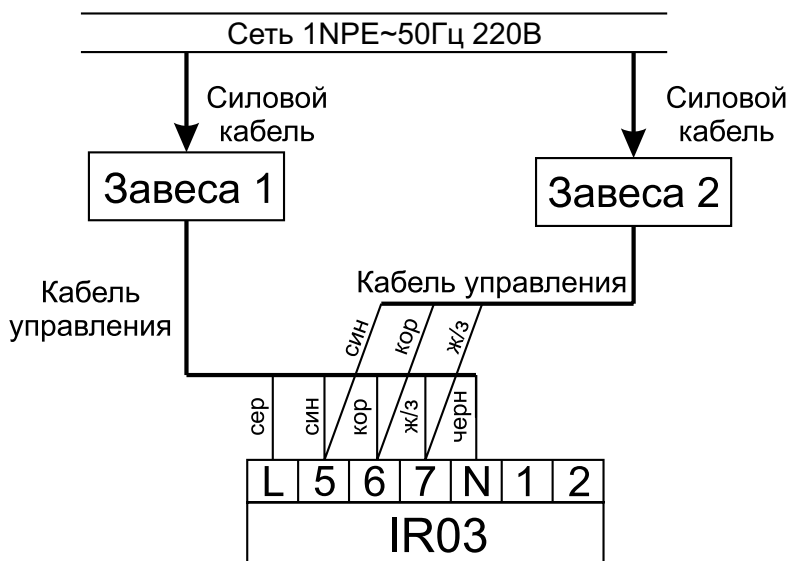 Сеть 1NPE~50Гц 220В
Силовой
кабель
Силовой
кабель
Завеса 1
Завеса 2
Кабель управления
Кабель
управления
син
кор
ж/з
сер
син
кор
ж/з
черн
L 5 6 7 N 1 2
IR03